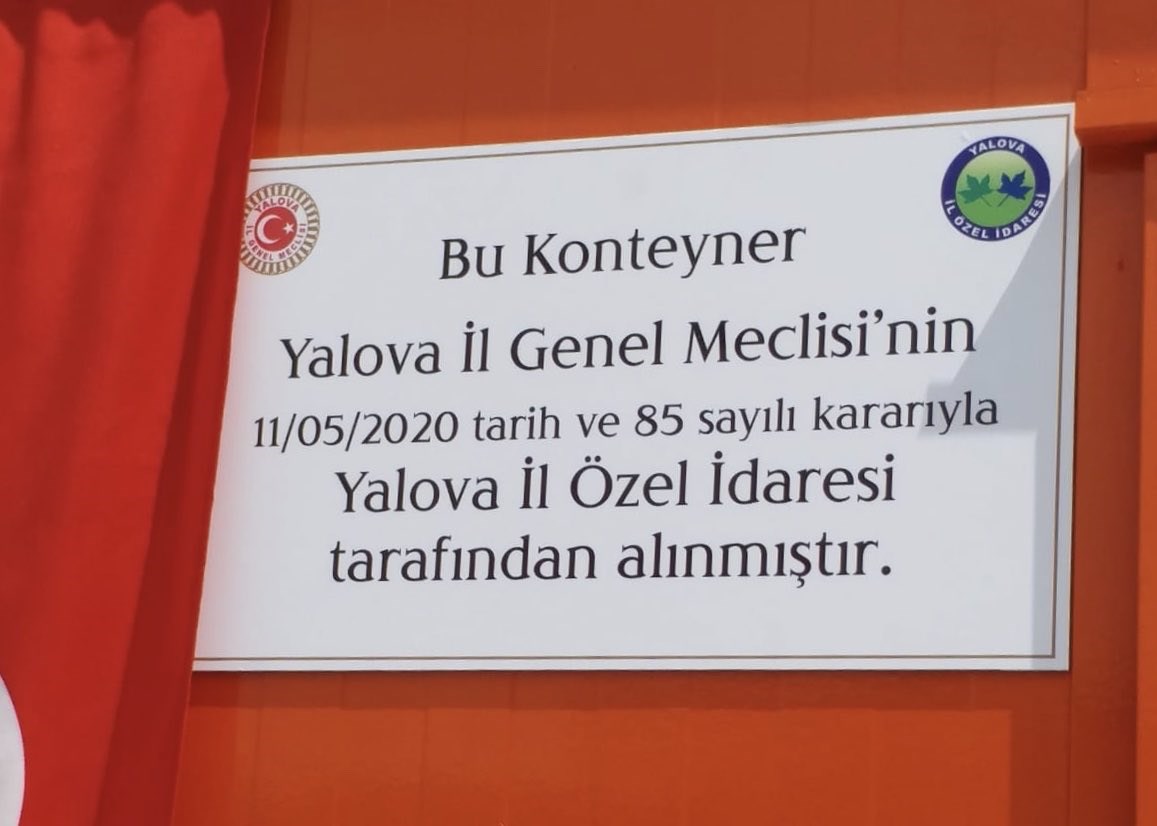 YALOVA
İL GENEL MECLİSİ
YALOVA
İL ÖZEL İDARESİ
Bu Konteyner
Yalova İl Genel Meclisi'nin
11/05/2020 tarih ve 85 sayılı kararıyla
Yalova İl Özel İdaresi
tarafından alınmıştır.